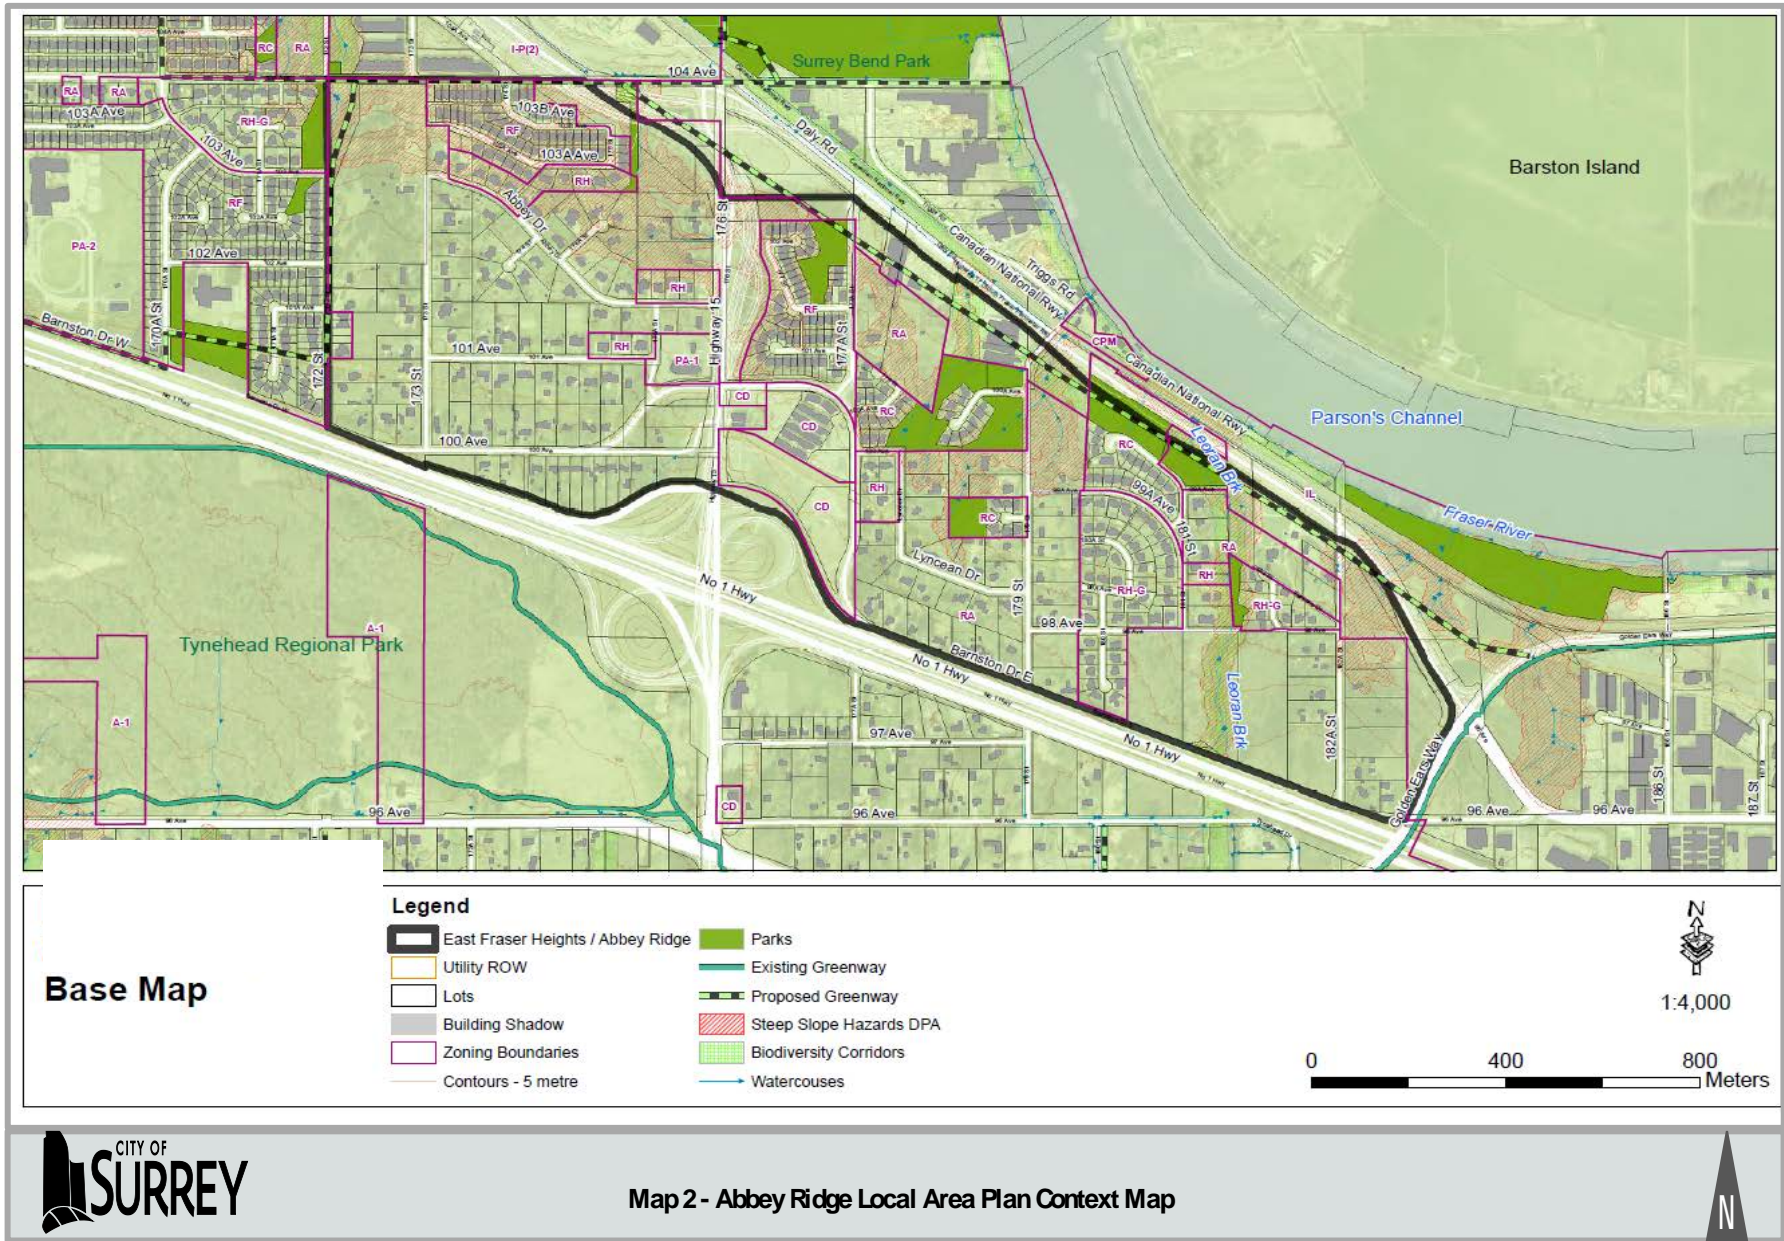 104 Ave
Surrey Bend Park
I-P(2)
RC
RA
RA
RA
103A Ave
103 Ave
RH-G
RF
PA-2
102 Ave
170A St
172 St
Barnston Dr W
103B Ave
RF
103A Ave
RH
Abbey Dr
176 St
Highway 15
RH
RH
PA-1
101 Ave
173 St
100 Ave
Daly Rd
Canadian National Rwy
Triggs Rd
Canadian National Rwy
CPM
RF
177A St
RA
RC
CD
CD
CD
RH
RC
RC
99A Ave
181 St
Leoran Brk
IL
RA
RH
RH-G
RH-G
Lyncean Dr
RA
179 St
98 Ave
Barnston Island
Parson's Channel
Fraser River
No 1 Hwy
Barnston Dr E
No 1 Hwy
No 1 Hwy
Leoran Brk
182A St
Golden Ears Way
97 Ave
CD
96 Ave
96 Ave
96 Ave
96 Ave
186 St
187 St
Tynehead Regional Park
A-1
A-1
Base Map
Legend
East Fraser Heights / Abbey Ridge
Utility ROW
Lots
Building Shadow
Zoning Boundaries
Contours - 5 metre
Parks
Existing Greenway
Proposed Greenway
Steep Slope Hazards DPA
Biodiversity Corridors
Watercouses
N
1:4,000
0 400 800
Meters
CITY OF
SURREY
Map 2 - Abbey Ridge Local Area Plan Context Map
N